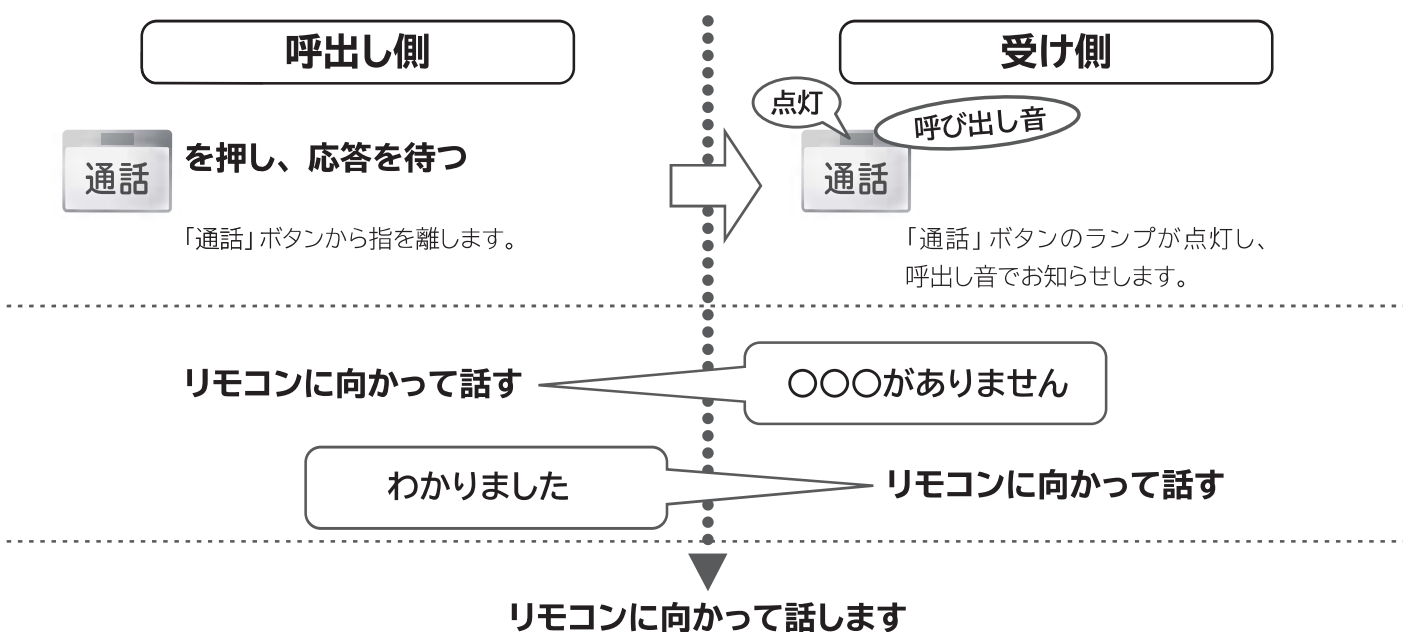 呼出し側
受け側
点灯
呼び出し音
通話 を押し、応答を待つ
通話
「通話」ボタンから指を離します。
「通話」ボタンのランプが点灯し、
呼出し音でお知らせします。
リモコンに向かって話す
○○○がありません
わかりました
リモコンに向かって話す
リモコンに向かって話します